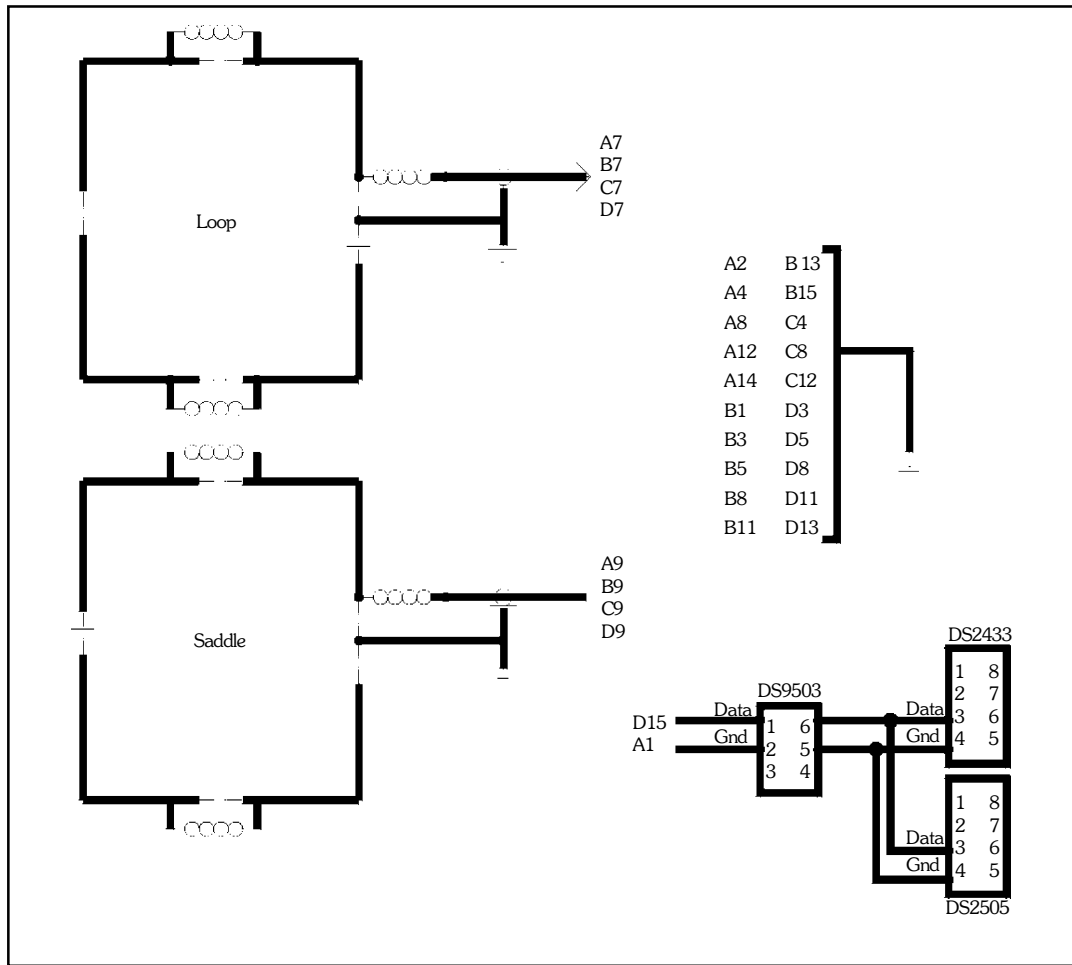 Loop
A7
B7
C7
D7
A2 B13
A4 B15
A8 C4
A12 C8
A14 C12
B1 D3
B3 D5
B5 D8
B8 D11
B11 D13
Saddle
A9
B9
C9
D9
DS9503
D15 Data
A1 Gnd
1 6
2 5
3 4
DS2433
Data
Gnd
1 8
2 7
3 6
4 5
Data
Gnd
1 8
2 7
3 6
4 5
DS2505